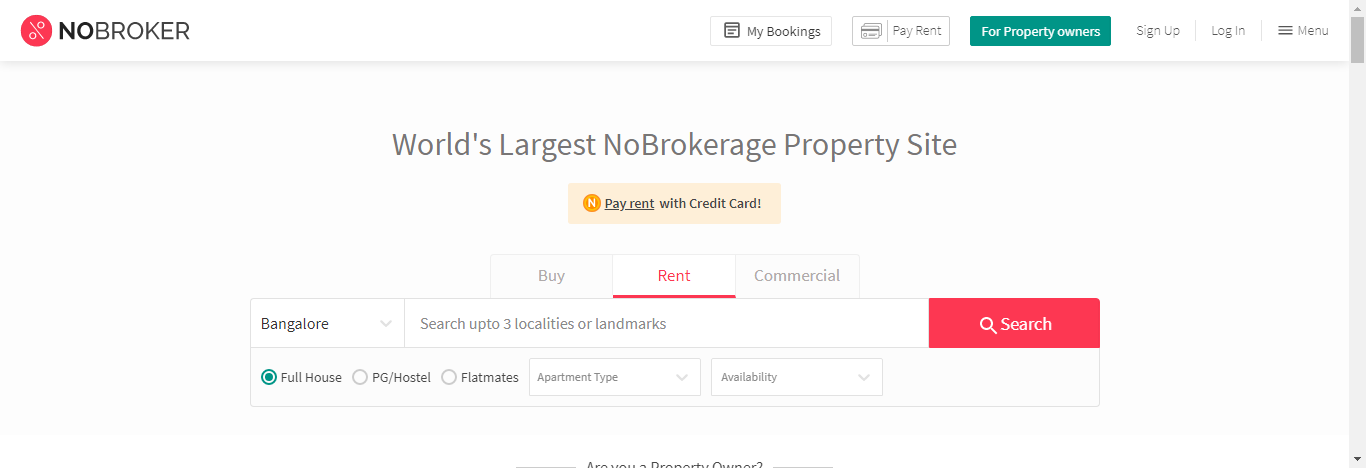 NOBROKER
My Bookings
Pay Rent
For Property owners
Sign Up
Log In
Menu
World's Largest NoBrokerage Property Site
N Pay rent with Credit Card!
Buy
Rent
Commercial
Bangalore
Search upto 3 localities or landmarks
Search
Full House
PG/Hostel
Flatmates
Apartment Type
Availability
Are you a Property Owner?